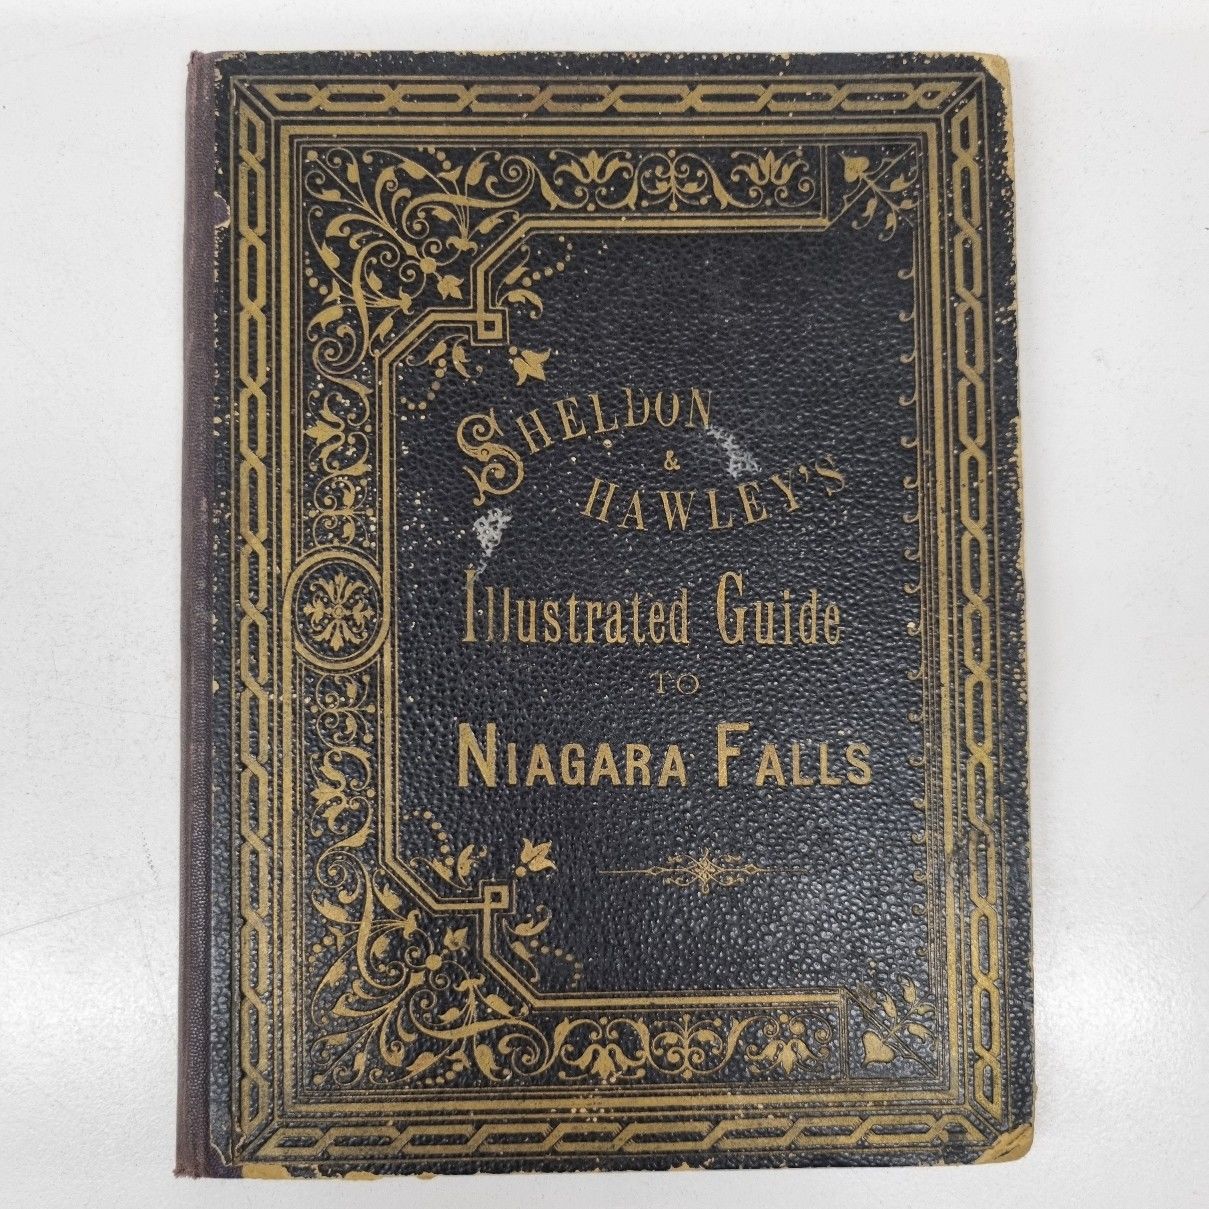 SHELDON
&
HAWLEY'S
Illustrated Guide
TO
NIAGARA FALLS